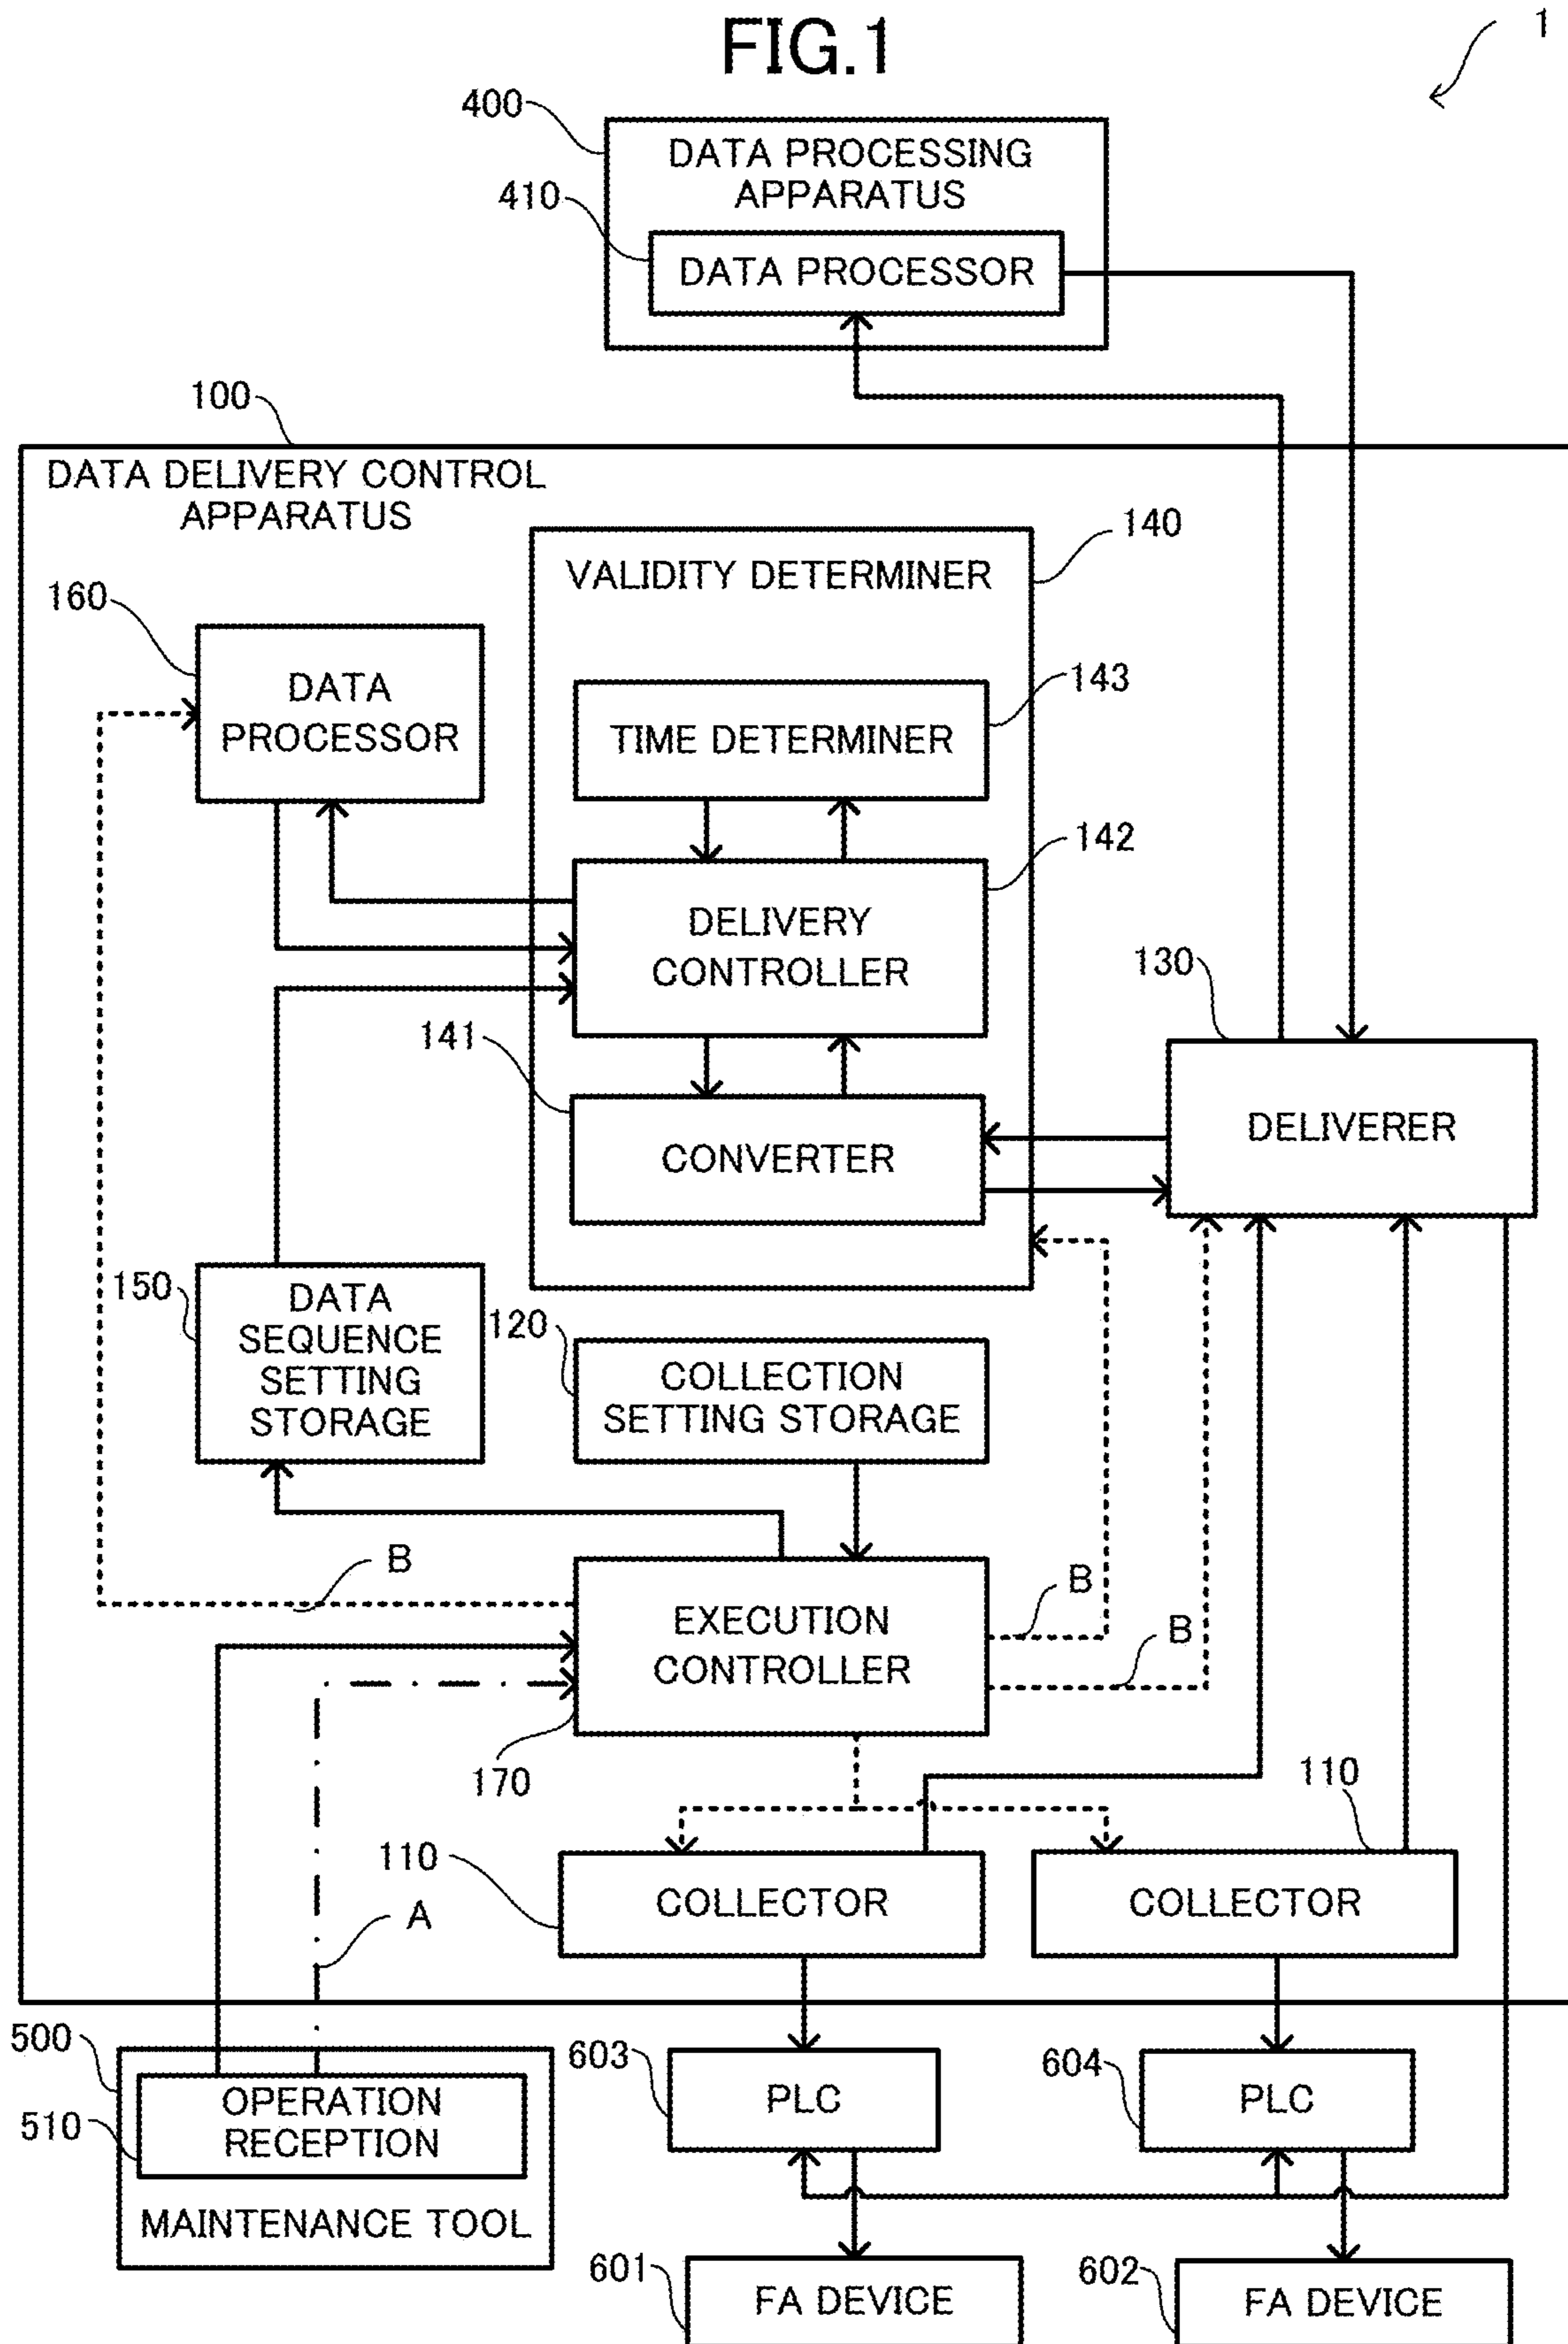 FIG.1
1
400
DATA PROCESSING
APPARATUS
410
DATA PROCESSOR
100
DATA DELIVERY CONTROL
APPARATUS
140
VALIDITY DETERMINER
160
DATA
PROCESSOR
143
TIME DETERMINER
142
DELIVERY
CONTROLLER
130
DELIVERER
141
CONVERTER
150
DATA
SEQUENCE
SETTING
STORAGE
120
COLLECTION
SETTING STORAGE
B
B
B
EXECUTION
CONTROLLER
170
110
COLLECTOR
110
COLLECTOR
A
500
510
OPERATION
RECEPTION
MAINTENANCE TOOL
603
PLC
604
PLC
601
FA DEVICE
602
FA DEVICE